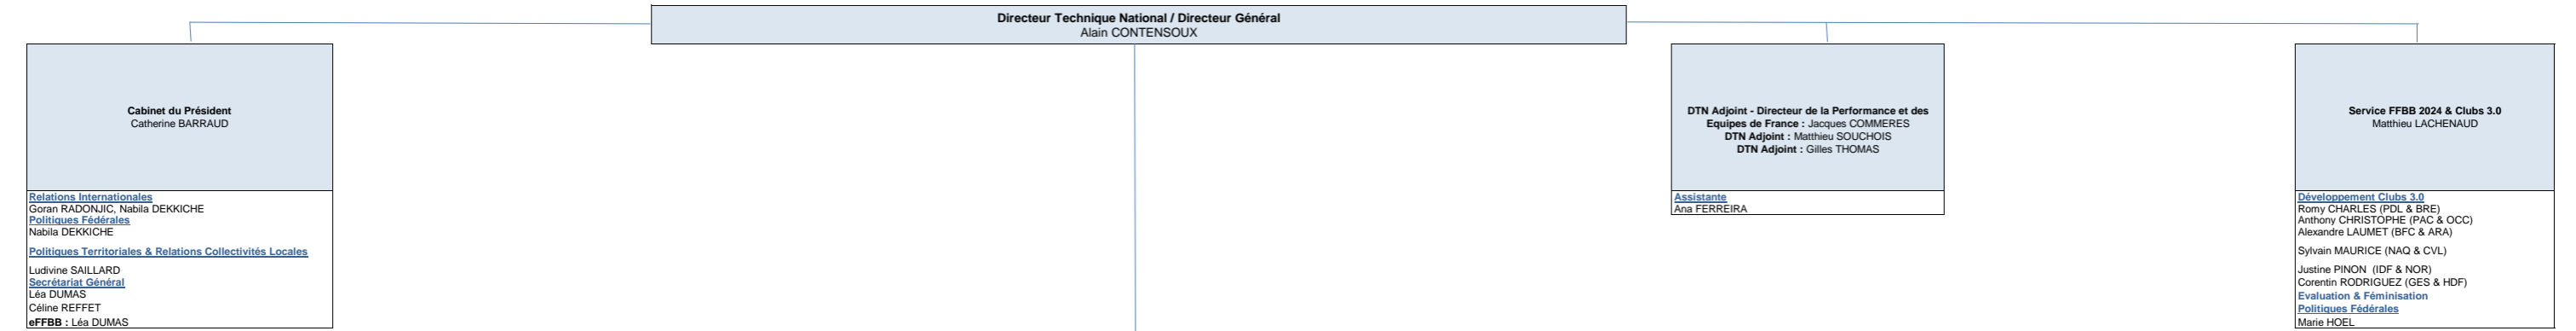 Directeur Technique National / Directeur Général
Alain CONTENSOUX
Cabinet du Président
Catherine BARRAUD
Relations Internationales
Goran RADONJIC, Nabila DEKKICHE
Politiques Fédérales
Nabila DEKKICHE
Politiques Territoriales & Relations Collectivités Locales
Ludivine SAILLARD
Secrétariat Général
Léa DUMAS
Céline REFFET
eFFBB : Léa DUMAS
DTN Adjoint - Directeur de la Performance et des
Equipes de France : Jacques COMMERES
DTN Adjoint : Matthieu SOUCHOIS
DTN Adjoint : Gilles THOMAS
Assistante
Ana FERREIRA
Service FFBB 2024 & Clubs 3.0
Matthieu LACHENAUD
Développement Clubs 3.0
Romy CHARLES (PDL & BRE)
Anthony CHRISTOPHE (PAC & OCC)
Alexandre LAUMET (BFC & ARA)
Sylvain MAURICE (NAQ & CVL)
Justine PINON (IDF & NOR)
Corentin RODRIGUEZ (GES & HDF)
Evaluation & Féminisation
Politiques Fédérales
Marie HOEL